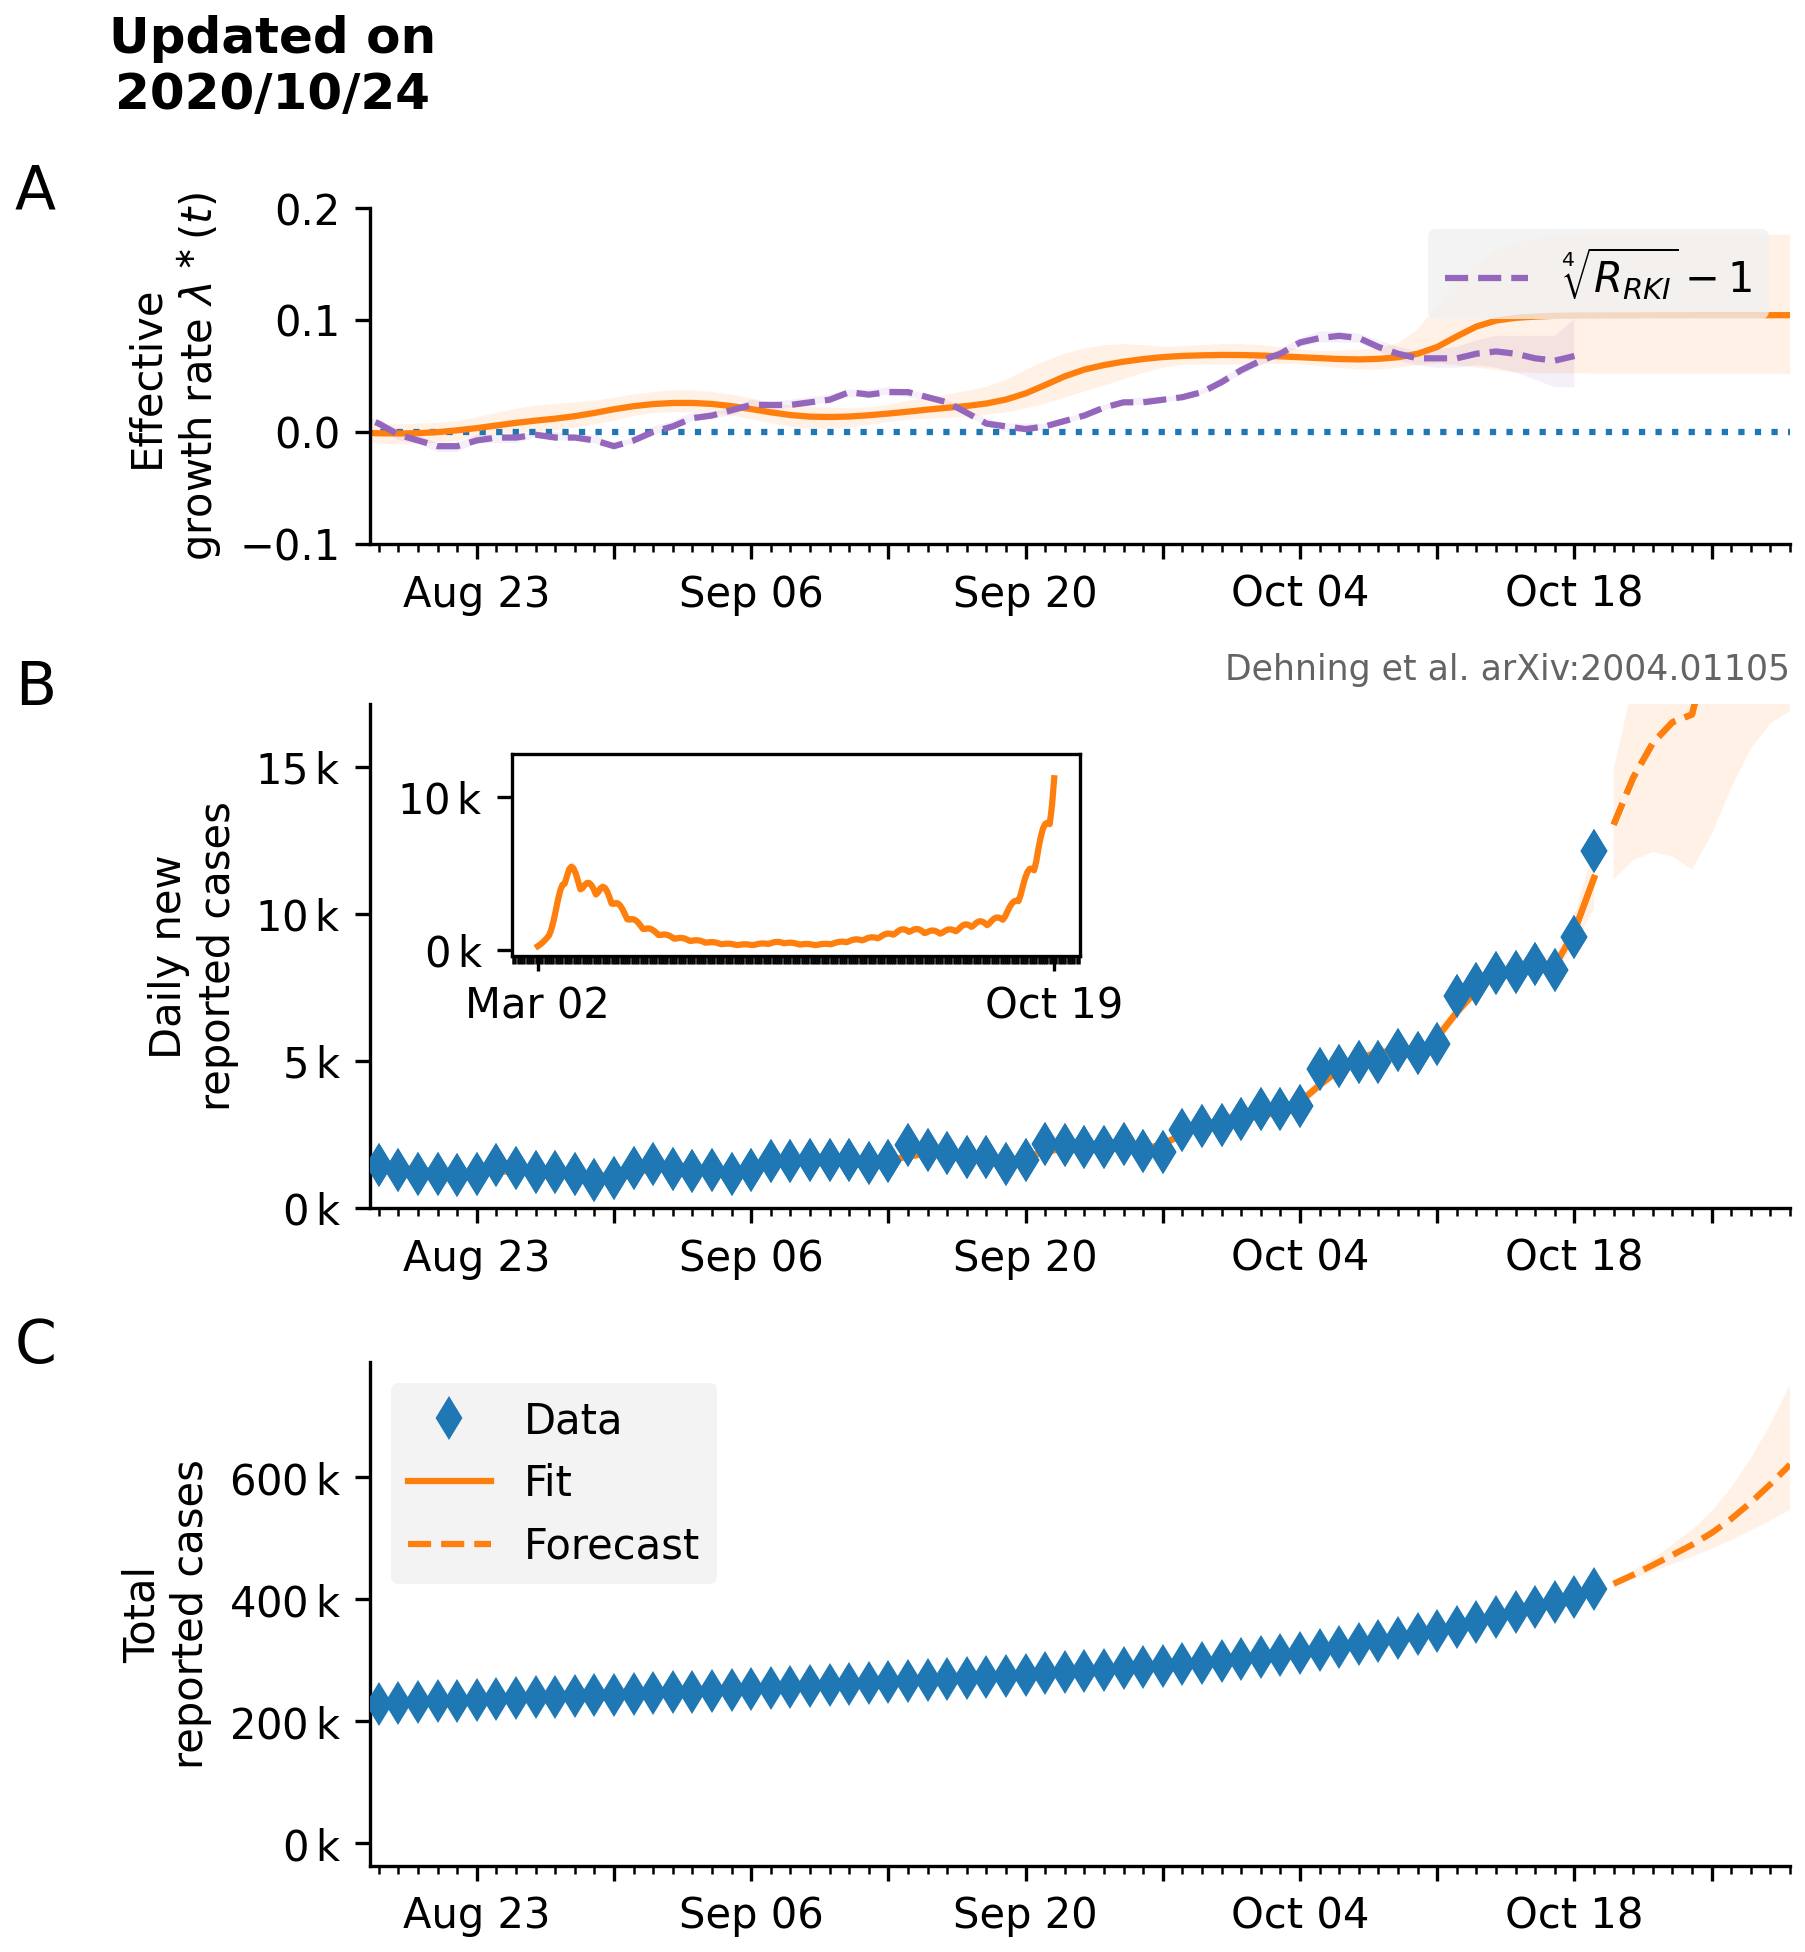 Updated on
2020/10/24
A
Effective
growth rate λ * (t)
0.2
0.1
0.0
−0.1
∜R_RKI − 1
Aug 23 Sep 06 Sep 20 Oct 04 Oct 18
B
Dehning et al. arXiv:2004.01105
Daily new
reported cases
15 k
10 k
5 k
0 k
10 k
0 k
Mar 02 Oct 19
Aug 23 Sep 06 Sep 20 Oct 04 Oct 18
C
Total
reported cases
600 k
400 k
200 k
0 k
Data
Fit
Forecast
Aug 23 Sep 06 Sep 20 Oct 04 Oct 18